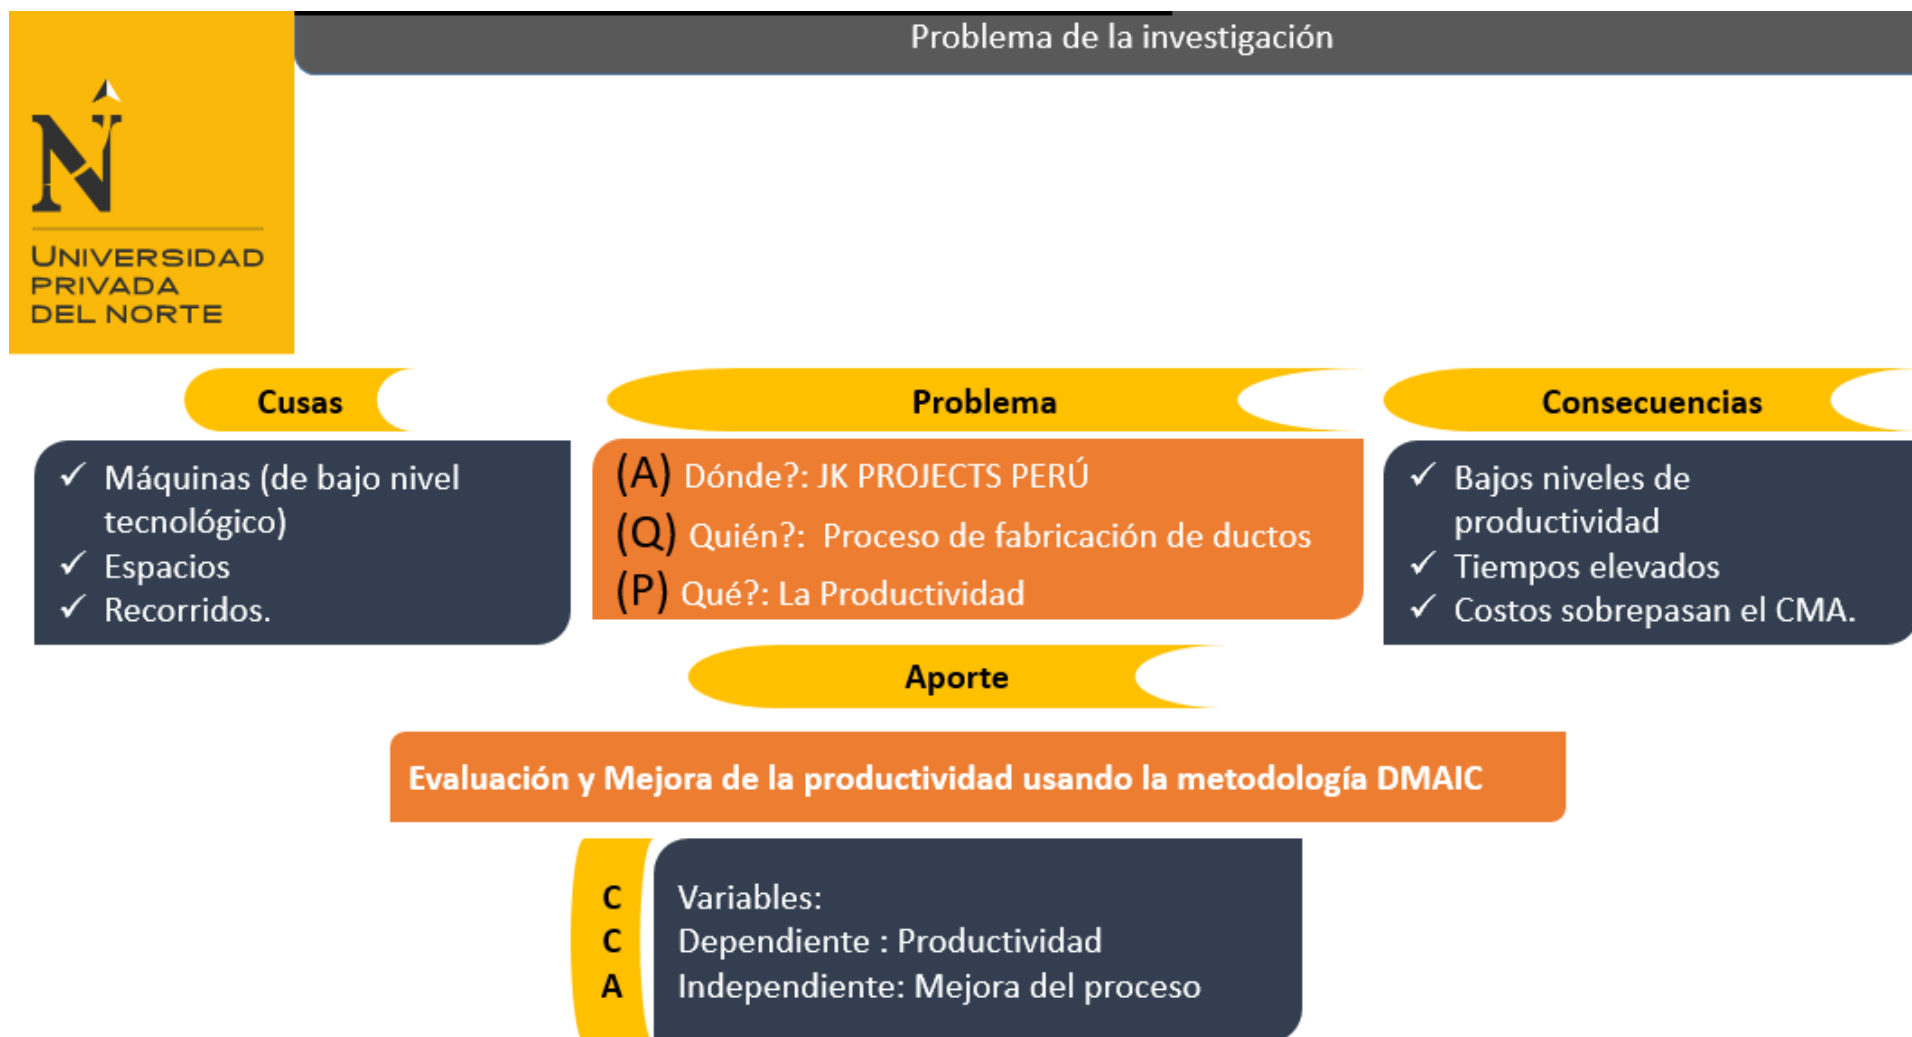 Problema de la investigación
N
UNIVERSIDAD
PRIVADA
DEL NORTE
Cusas
✓ Máquinas (de bajo nivel
tecnológico)
✓ Espacios
✓ Recorridos.
Problema
(A) Dónde?: JK PROJECTS PERÚ
(Q) Quién?: Proceso de fabricación de ductos
(P) Qué?: La Productividad
Consecuencias
✓ Bajos niveles de
productividad
✓ Tiempos elevados
✓ Costos sobrepasan el CMA.
Aporte
Evaluación y Mejora de la productividad usando la metodología DMAIC
C
C
A
Variables:
Dependiente : Productividad
Independiente: Mejora del proceso